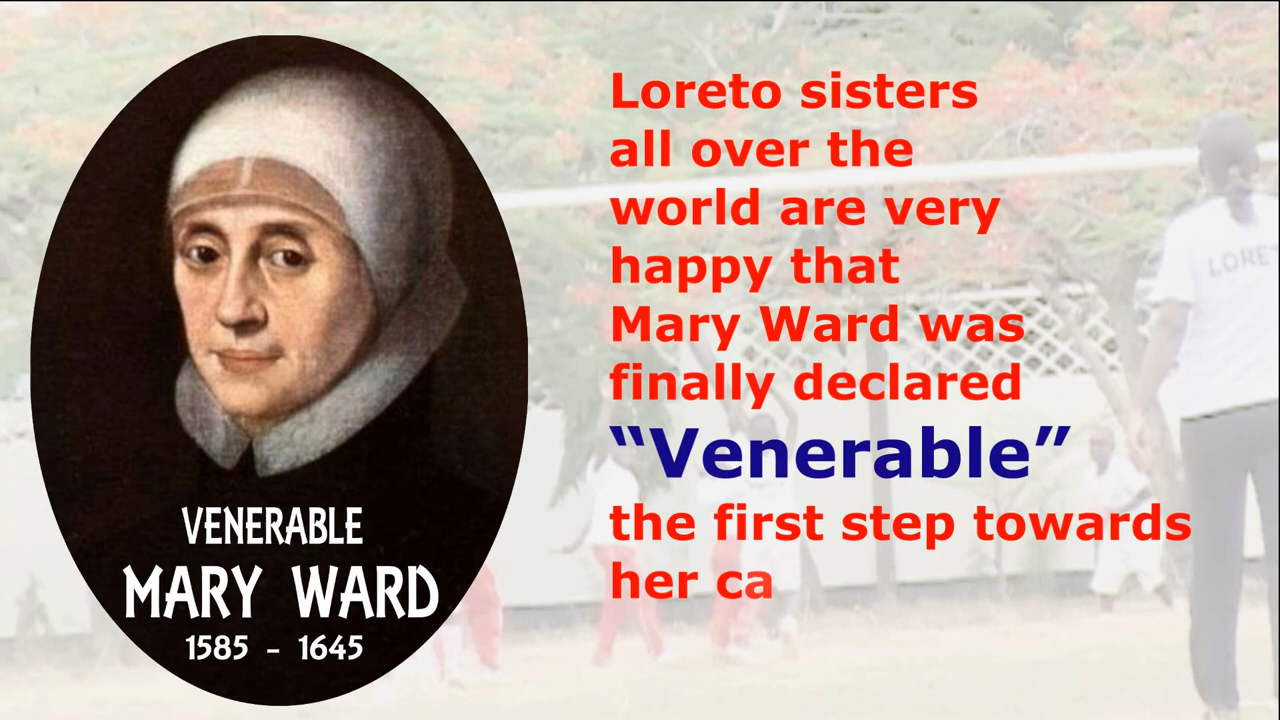 Loreto sisters
all over the
world are very
happy that
Mary Ward was
finally declared
“Venerable”
the first step towards
her ca
VENERABLE
MARY WARD
1585 - 1645
LORET